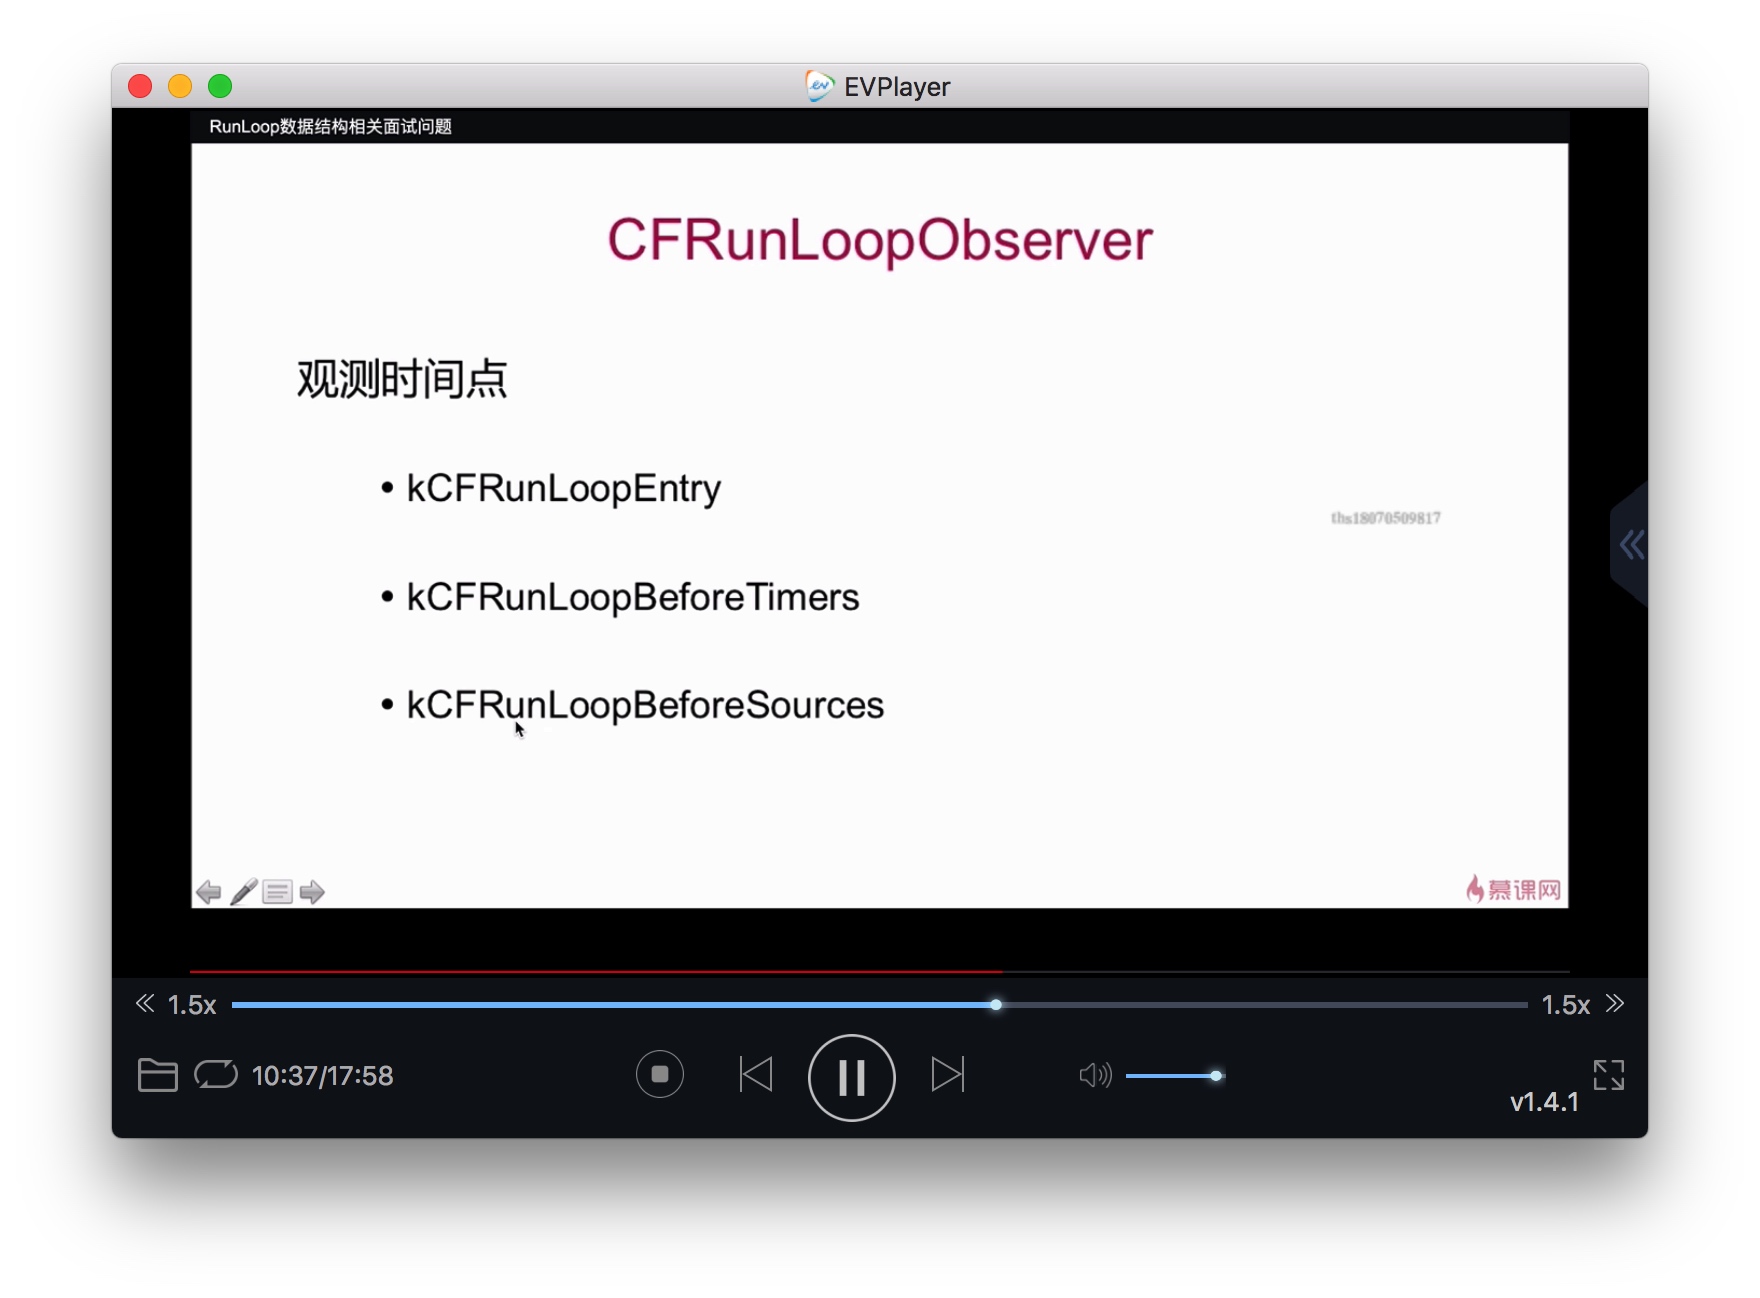 EVPlayer
RunLoop数据结构相关面试问题
CFRunLoopObserver
观测时间点
• kCFRunLoopEntry
ths18070509817
• kCFRunLoopBeforeTimers
• kCFRunLoopBeforeSources
慕课网
1.5x
1.5x
10:37/17:58
v1.4.1